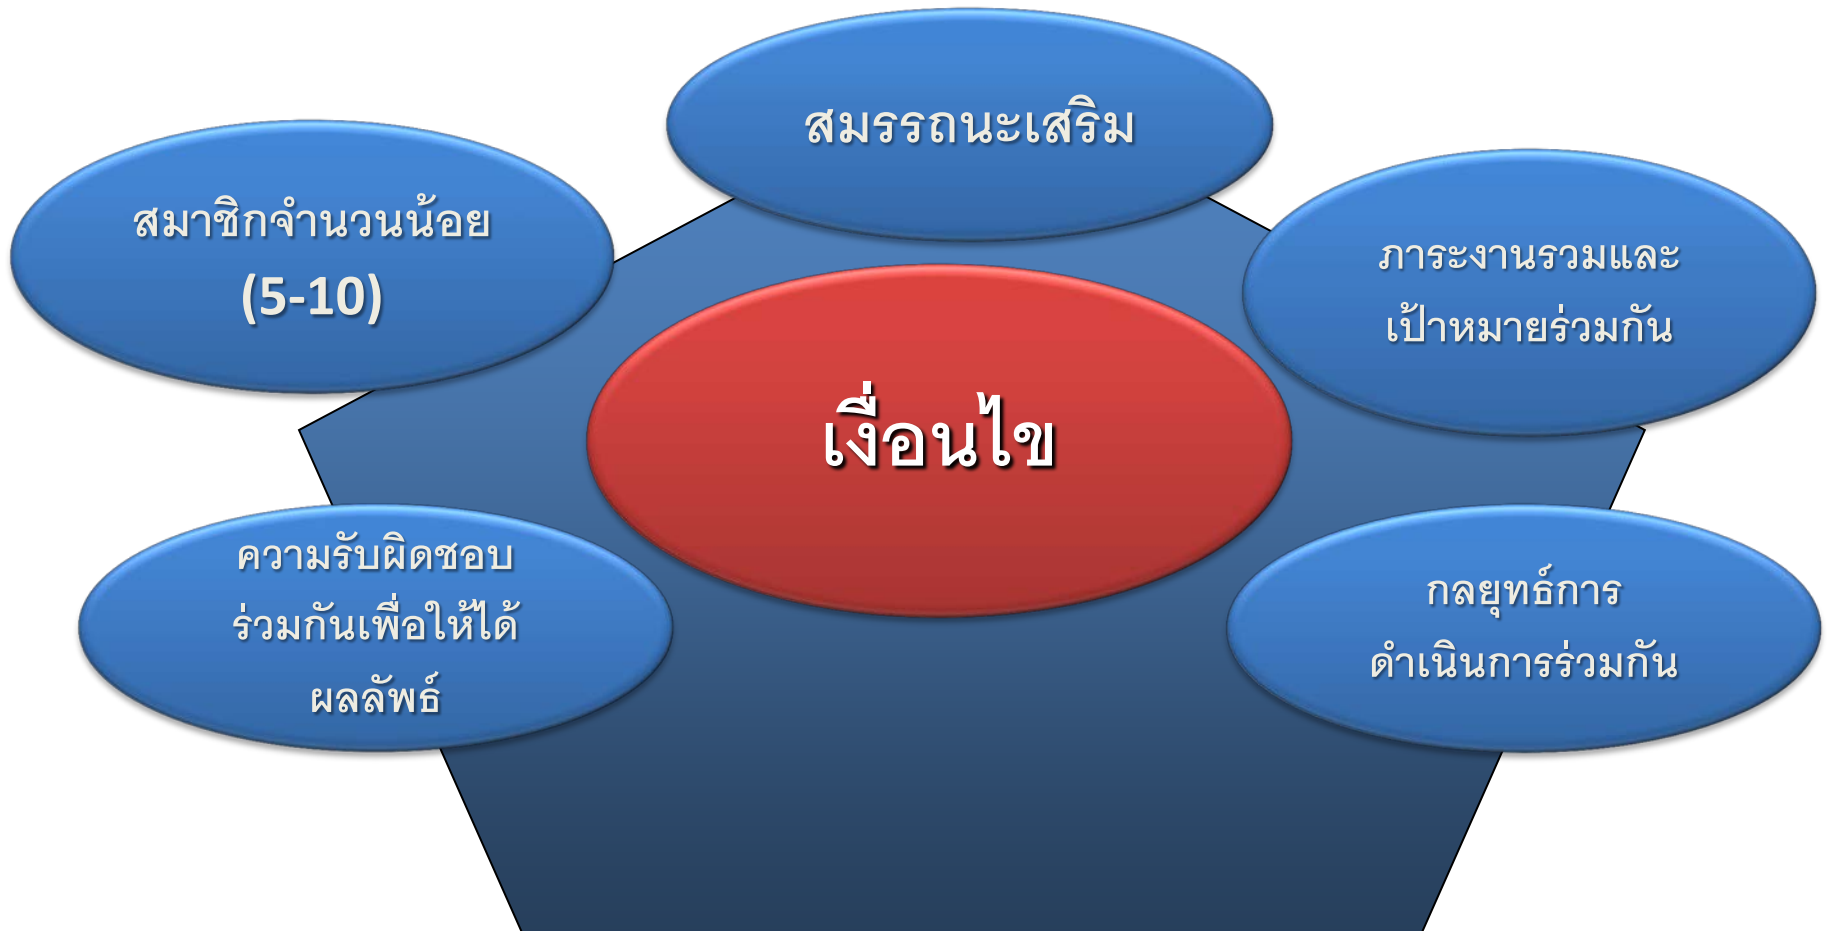 สมรรถนะเสริม
สมาชิกจำนวนน้อย
(5-10)
ภาระงานรวมและ
เป้าหมายร่วมกัน
เงื่อนไข
ความรับผิดชอบ
ร่วมกันเพื่อให้ได้
ผลลัพธ์
กลยุทธ์การ
ดำเนินการร่วมกัน